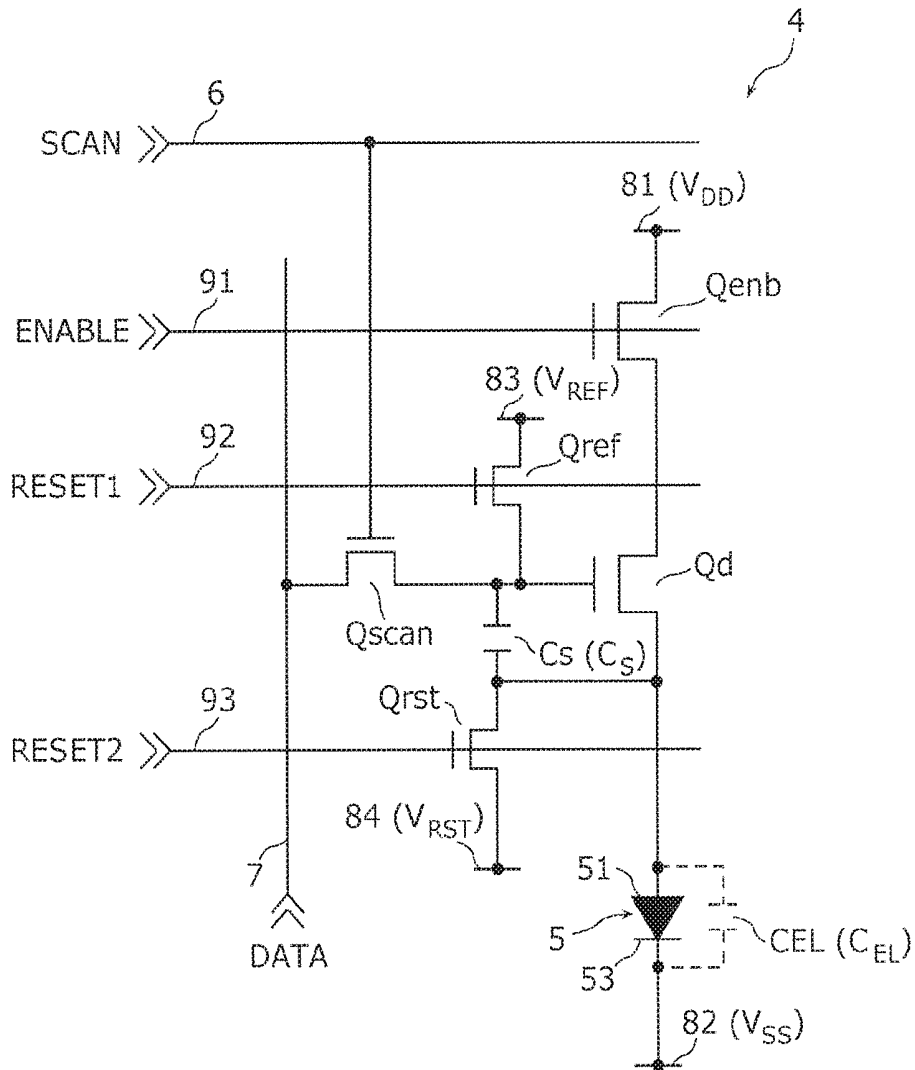 4
6
SCAN
81 (VDD)
91
Qenb
ENABLE
83 (VREF)
92
Qref
RESET1
Qd
Qscan
Cs (CS)
Qrst
93
RESET2
84 (VRST)
7
51
5
CEL (CEL)
53
DATA
82 (VSS)